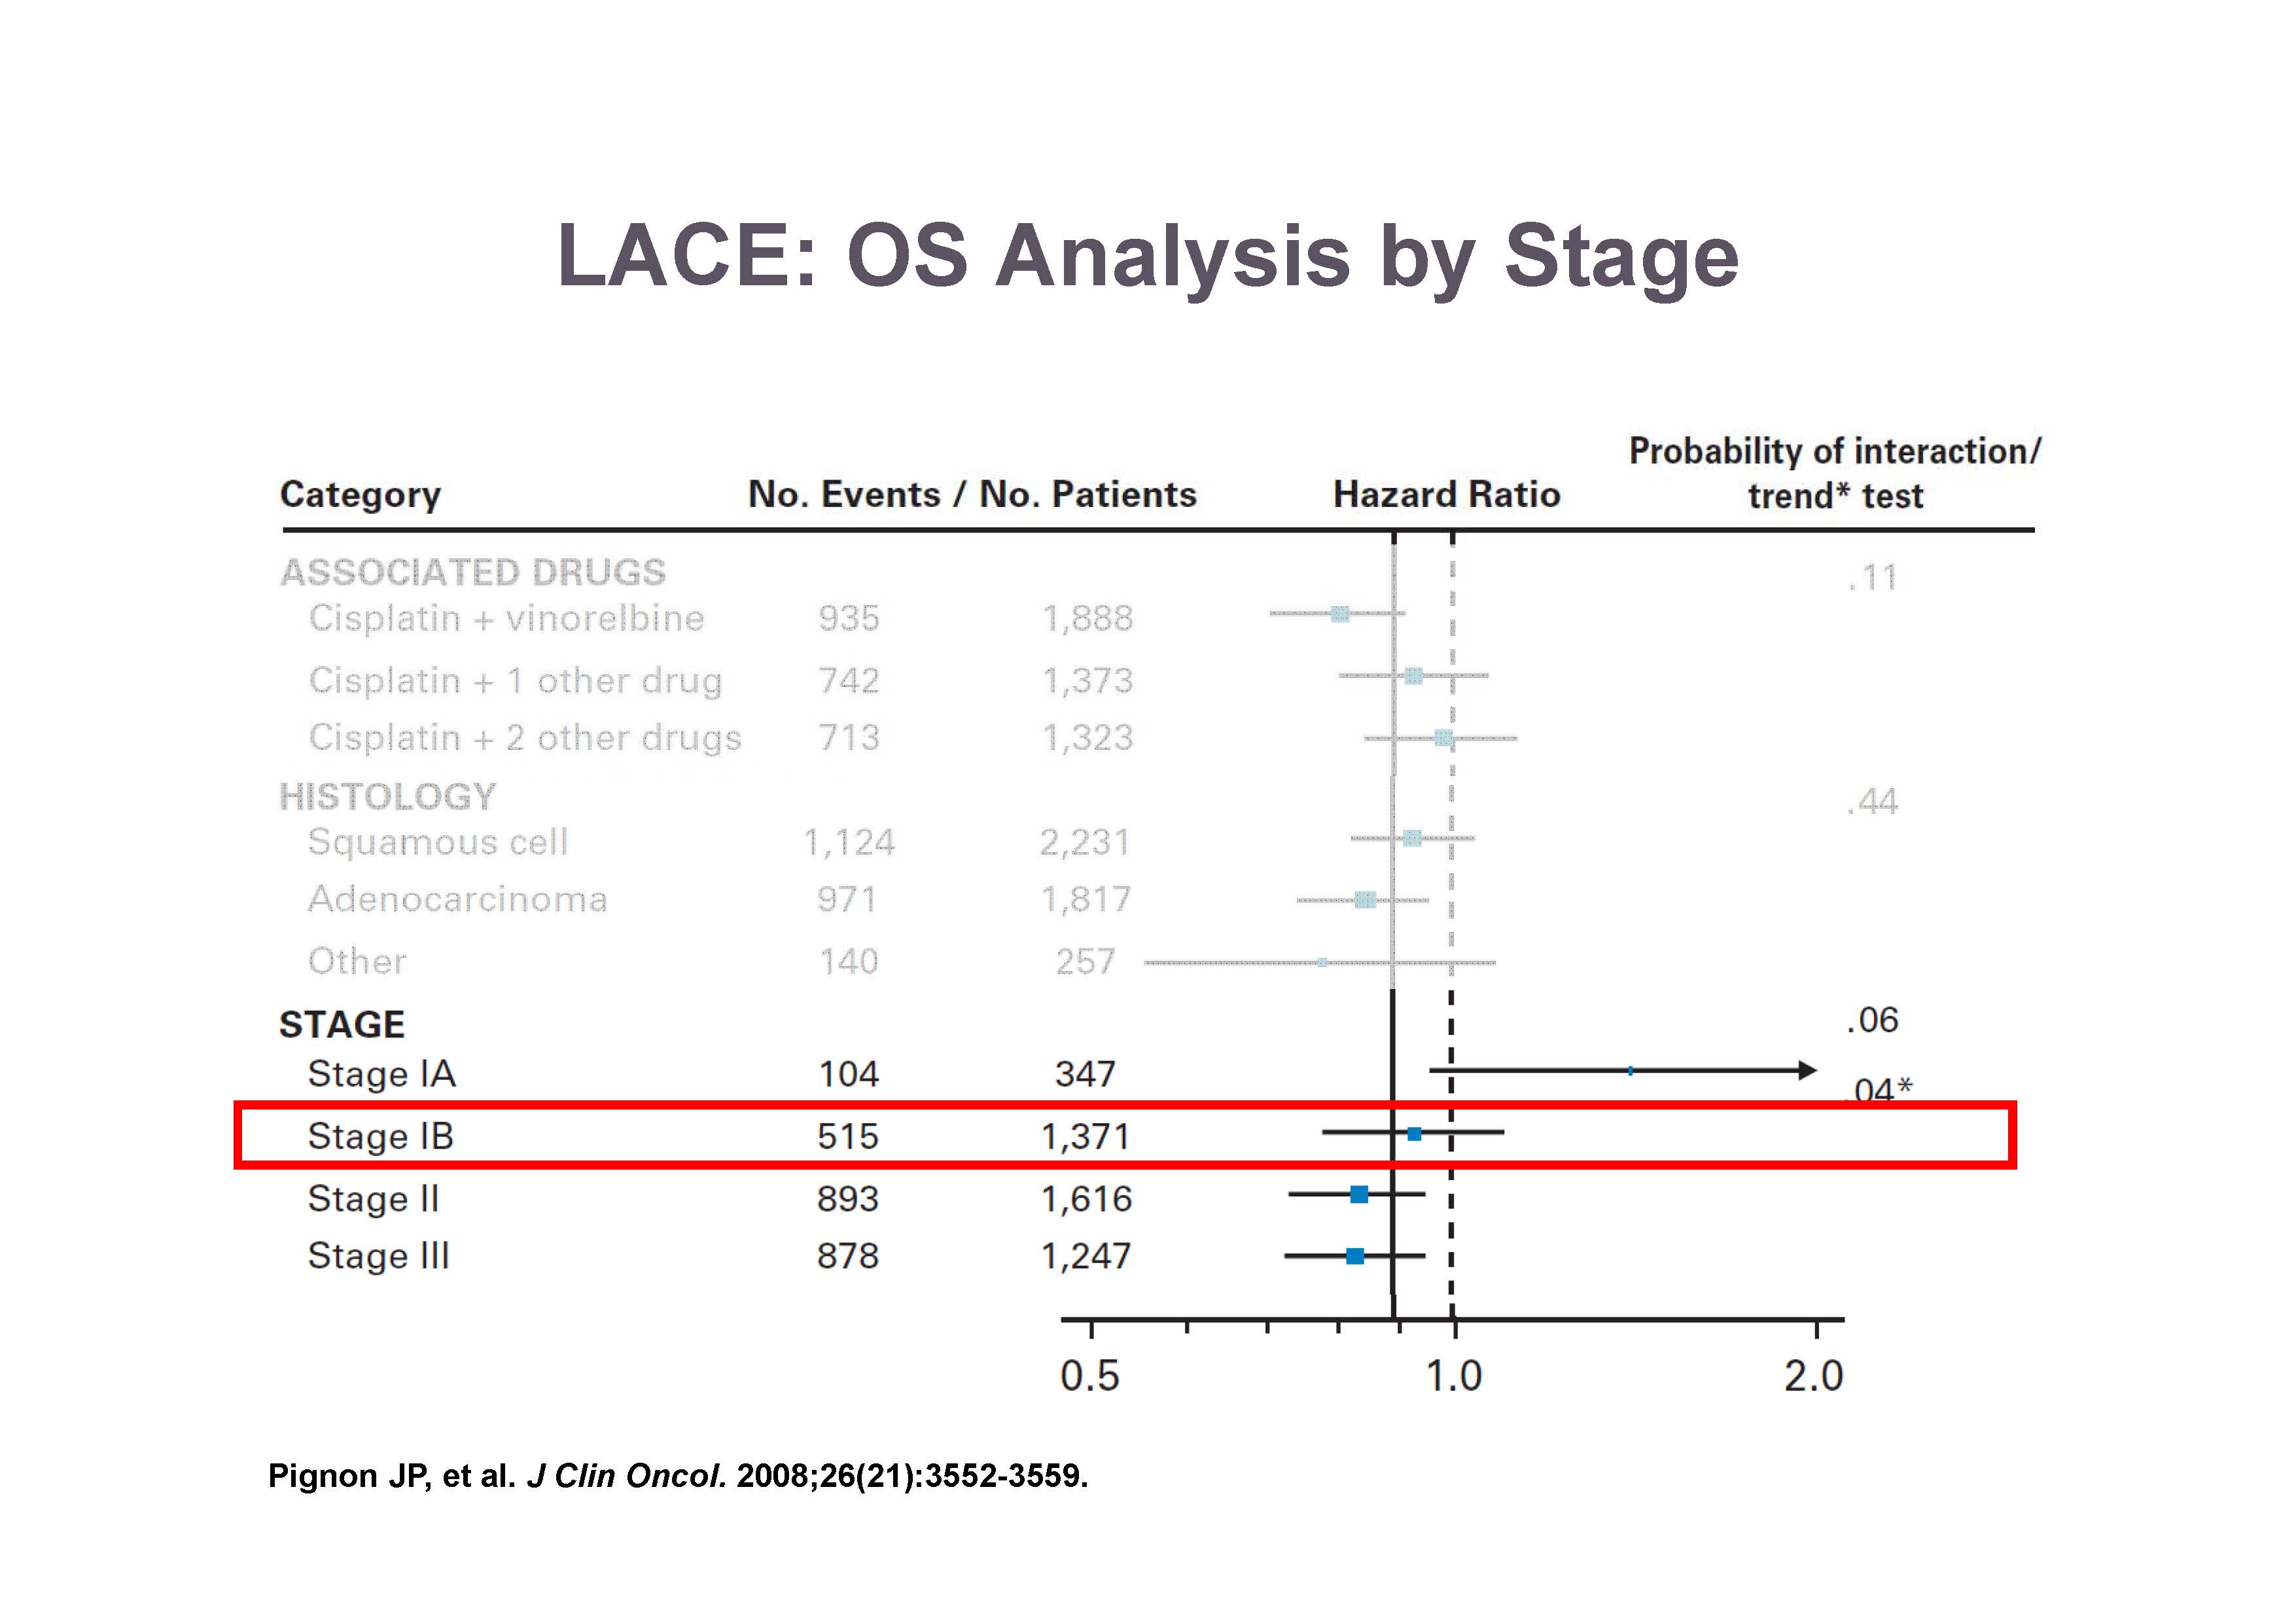 LACE: OS Analysis by Stage
Probability of interaction/
Category No. Events / No. Patients Hazard Ratio trend* test
ASSOCIATED DRUGS .11
Cisplatin + vinorelbine 935 1,888
Cisplatin + 1 other drug 742 1,373
Cisplatin + 2 other drugs 713 1,323
HISTOLOGY .44
Squamous cell 1,124 2,231
Adenocarcinoma 971 1,817
Other 140 257
STAGE .06
Stage IA 104 347
.04*
Stage IB 515 1,371
Stage II 893 1,616
Stage III 878 1,247
0.5 1.0 2.0
Pignon JP, et al. J Clin Oncol. 2008;26(21):3552-3559.